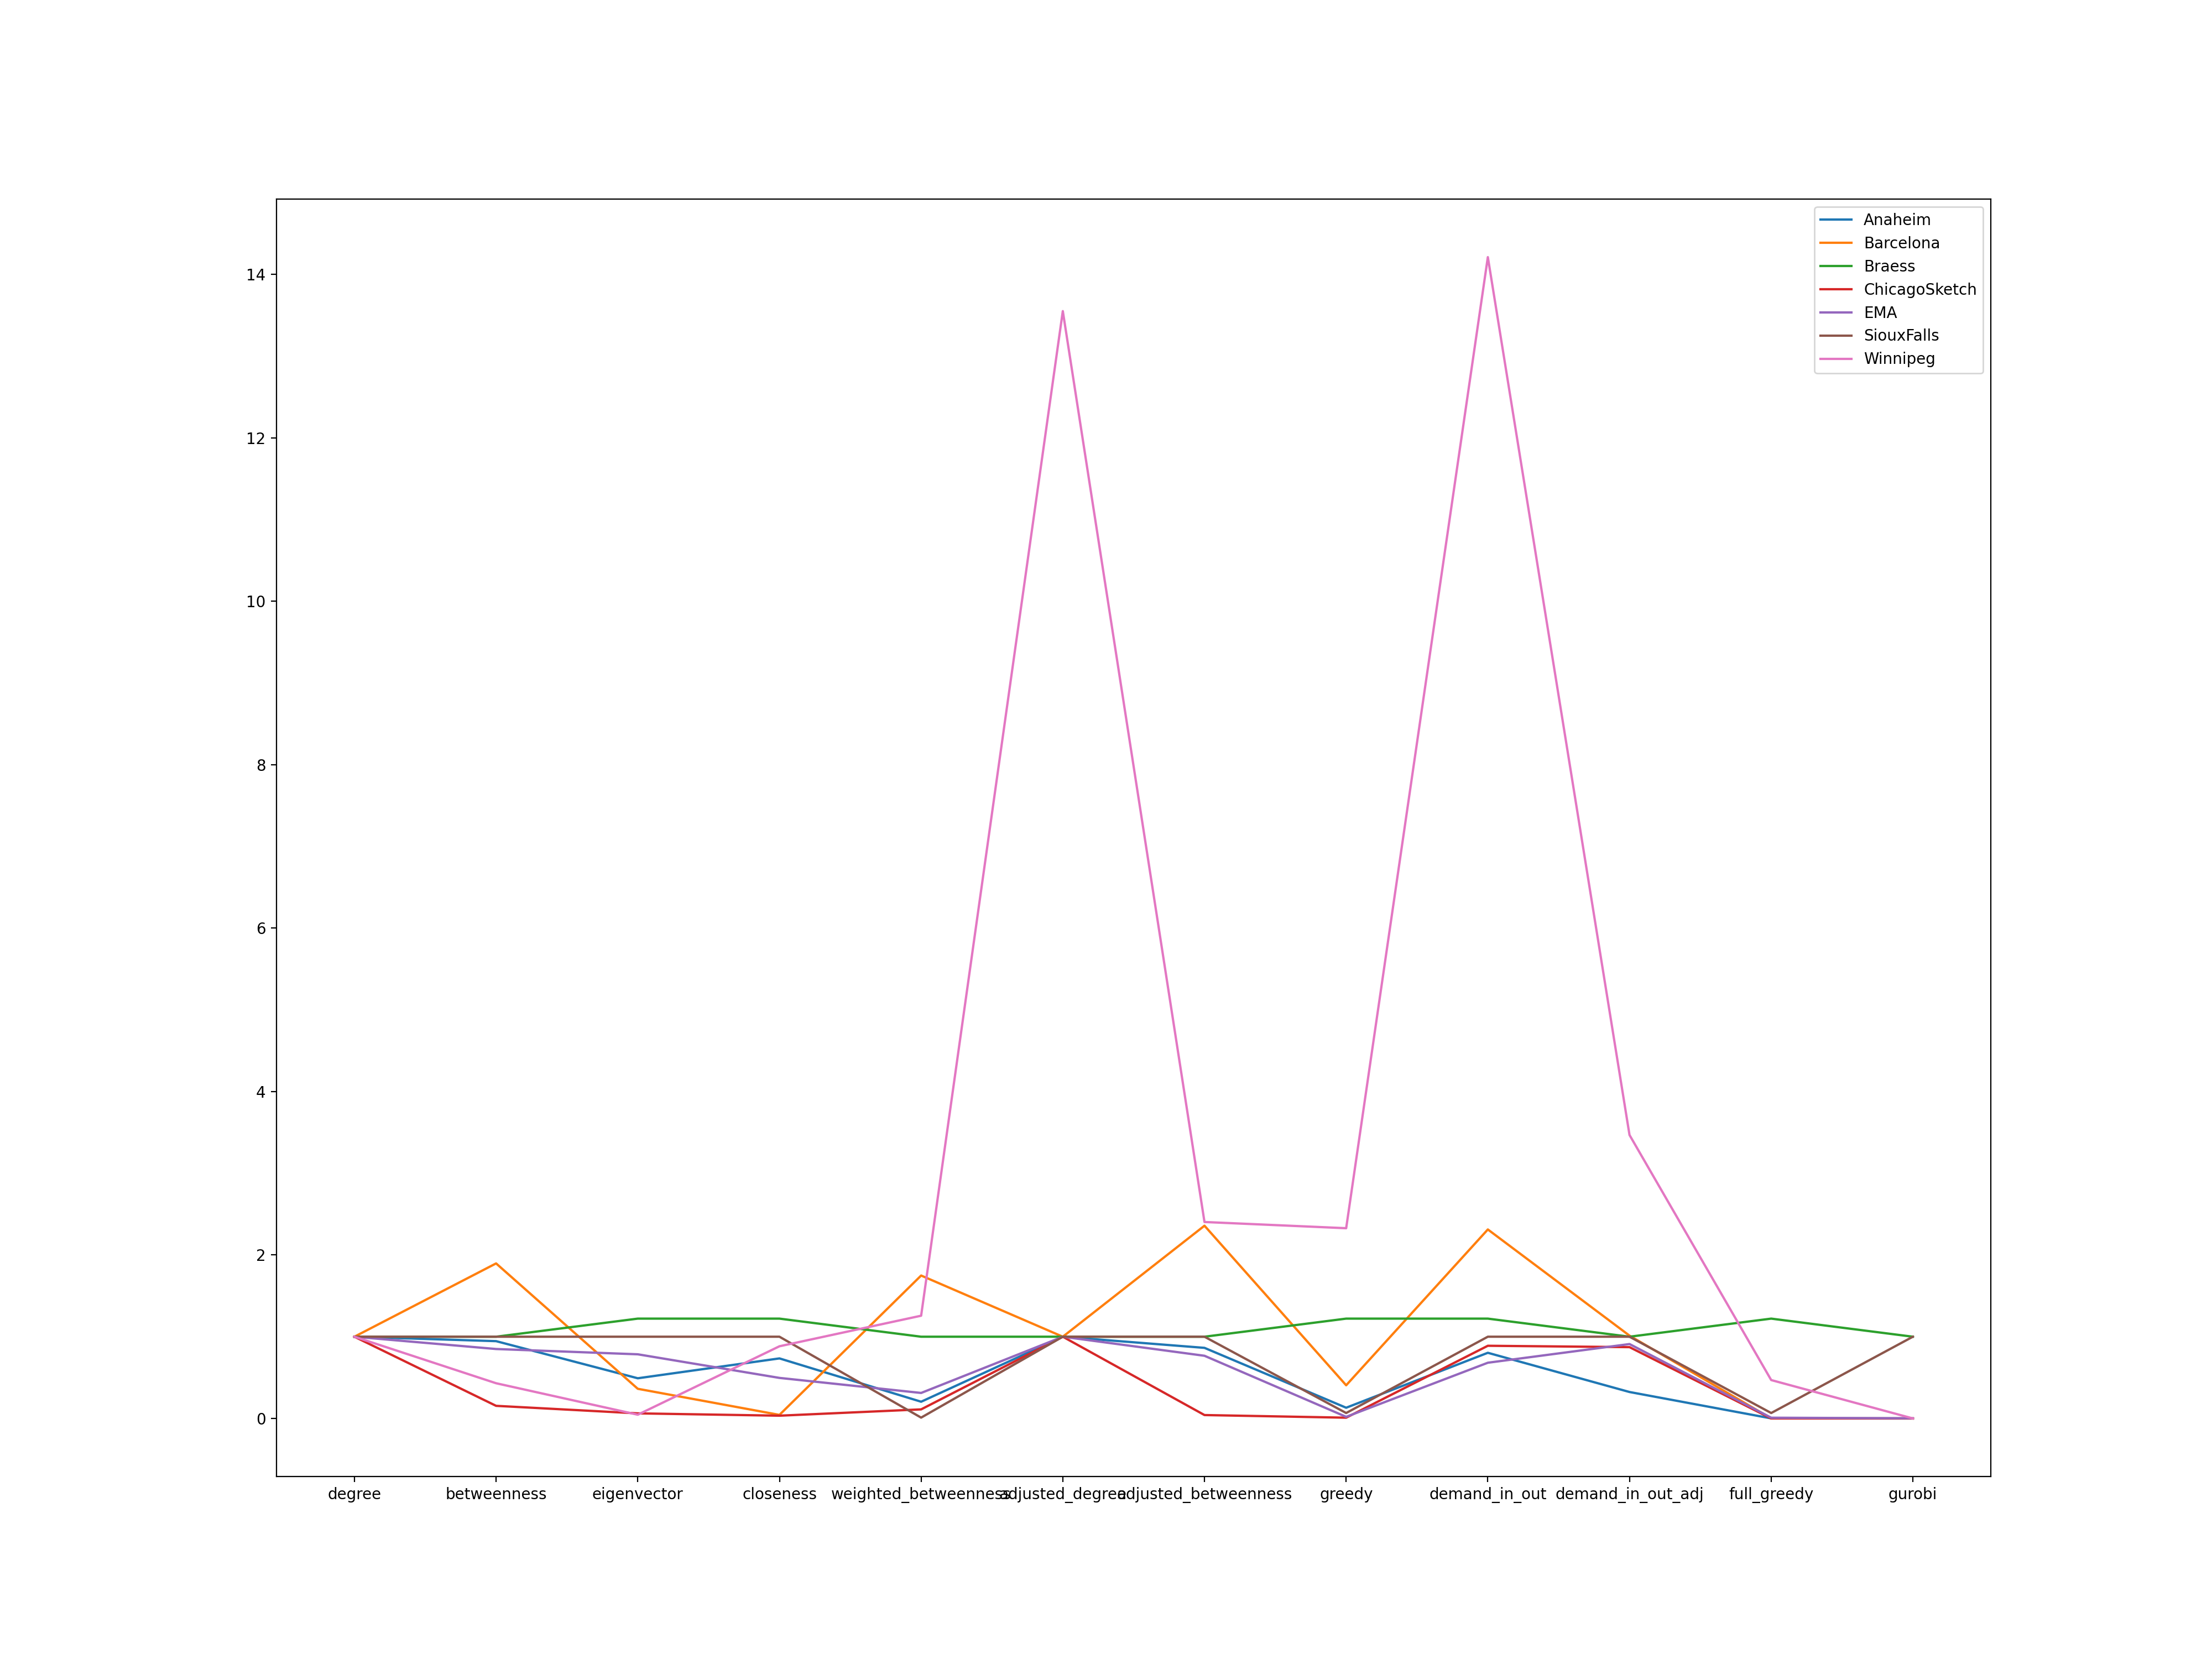 Anaheim
Barcelona
Braess
ChicagoSketch
EMA
SiouxFalls
Winnipeg
14
12
10
8
6
4
2
0
degree betweenness eigenvector closeness weighted_betweenness adjusted_degree adjusted_betweenness greedy demand_in_out demand_in_out_adj full_greedy gurobi